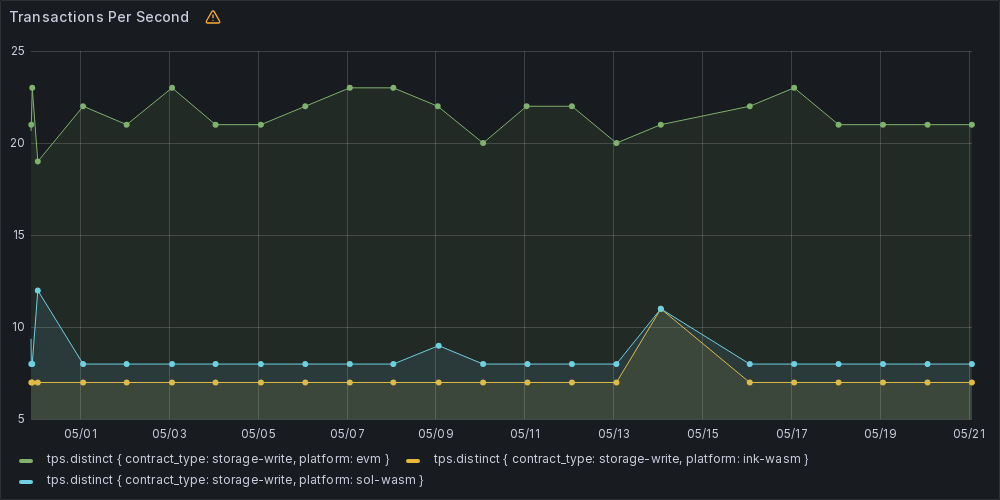 Transactions Per Second
25
20
15
10
5
05/01 05/03 05/05 05/07 05/09 05/11 05/13 05/15 05/17 05/19 05/21
tps.distinct { contract_type: storage-write, platform: evm } tps.distinct { contract_type: storage-write, platform: ink-wasm }
tps.distinct { contract_type: storage-write, platform: sol-wasm }